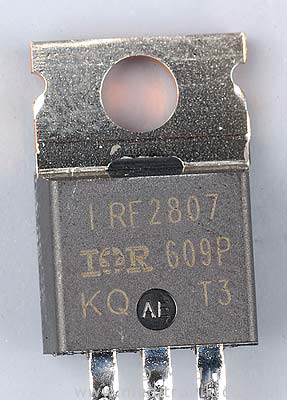 IRF2807
IOR 609P
KQ AE T3